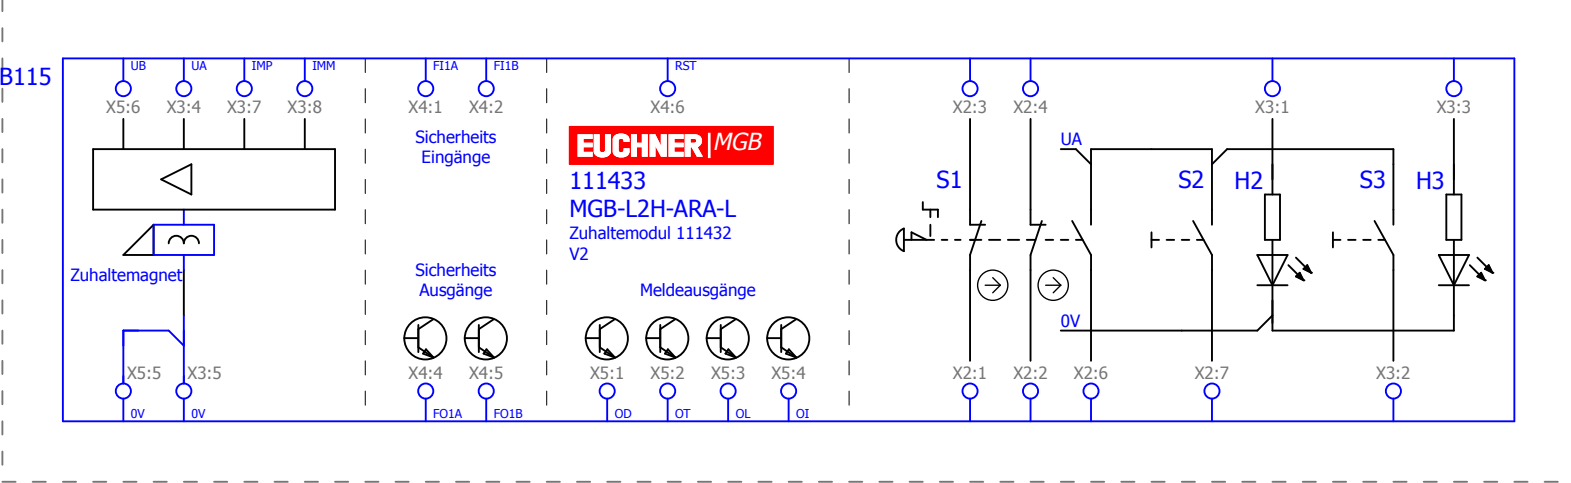 B115
UB UA IMP IMM FI1A FI1B RST
X5:6 X3:4 X3:7 X3:8 X4:1 X4:2 X4:6 X2:3 X2:4 X3:1 X3:3
Sicherheits
Eingänge
EUCHNER MGB
UA
111433
S1 S2 H2 S3 H3
MGB-L2H-ARA-L
Zuhaltemodul 111432
V2
Zuhaltemagnet
Sicherheits
Ausgänge
Meldeausgänge
0V
X5:5 X3:5 X4:4 X4:5 X5:1 X5:2 X5:3 X5:4 X2:1 X2:2 X2:6 X2:7 X3:2
0V 0V FO1A FO1B OD OT OL OI